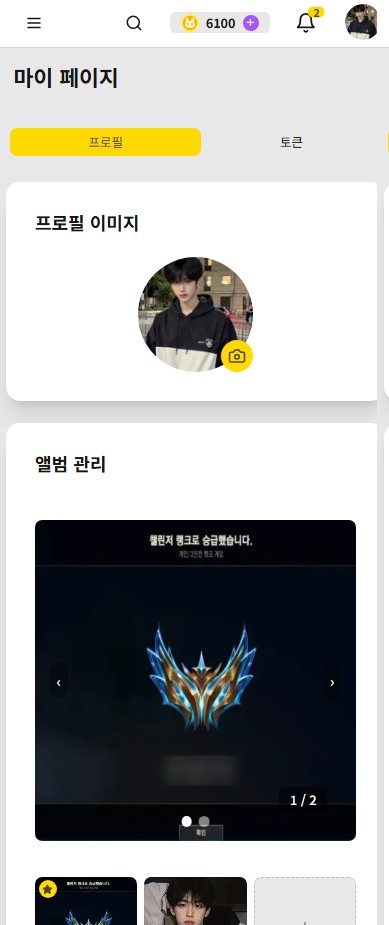 6100
2
마이 페이지
프로필 토큰
프로필 이미지
앨범 관리
챌린저 랭크로 승급했습니다.
개인/2인전 랭크 게임
1 / 2
확인
챌린저 랭크로 승급했습니다.